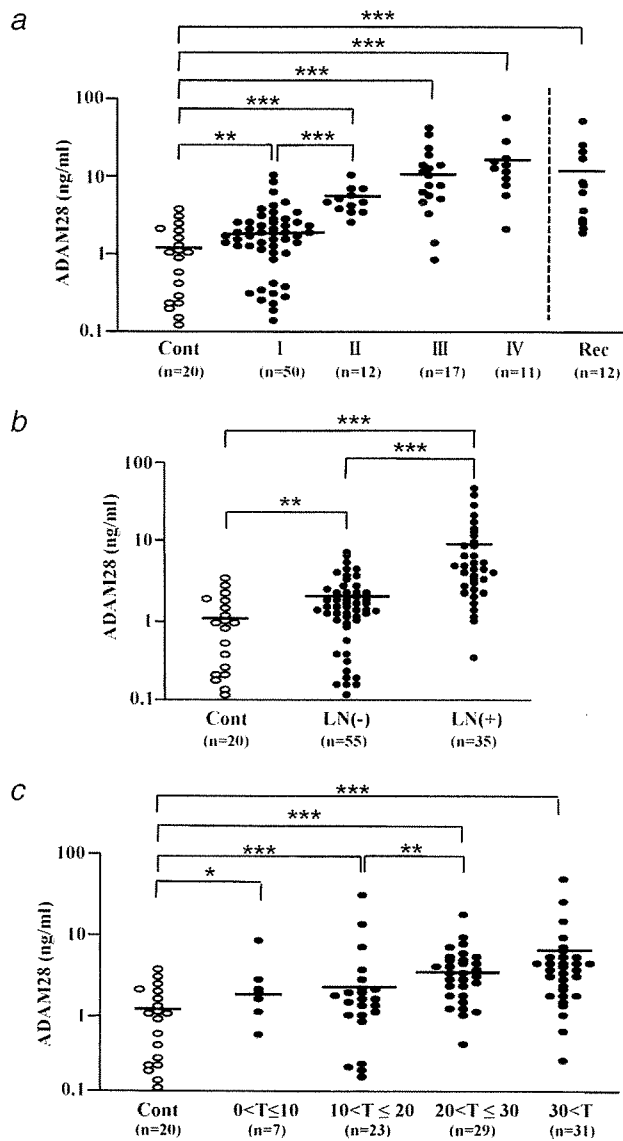 a
***
***
***
***
** ***
100
10
1
0.1
ADAM28 (ng/ml)
Cont I II III IV Rec
(n=20) (n=50) (n=12) (n=17) (n=11) (n=12)
b
***
***
**
100
10
1
0.1
ADAM28 (ng/ml)
Cont LN(-) LN(+)
(n=20) (n=55) (n=35)
c
***
***
*** **
*
100
10
1
0.1
ADAM28 (ng/ml)
Cont 0<T≤10 10<T ≤ 20 20<T ≤ 30 30<T
(n=20) (n=7) (n=23) (n=29) (n=31)